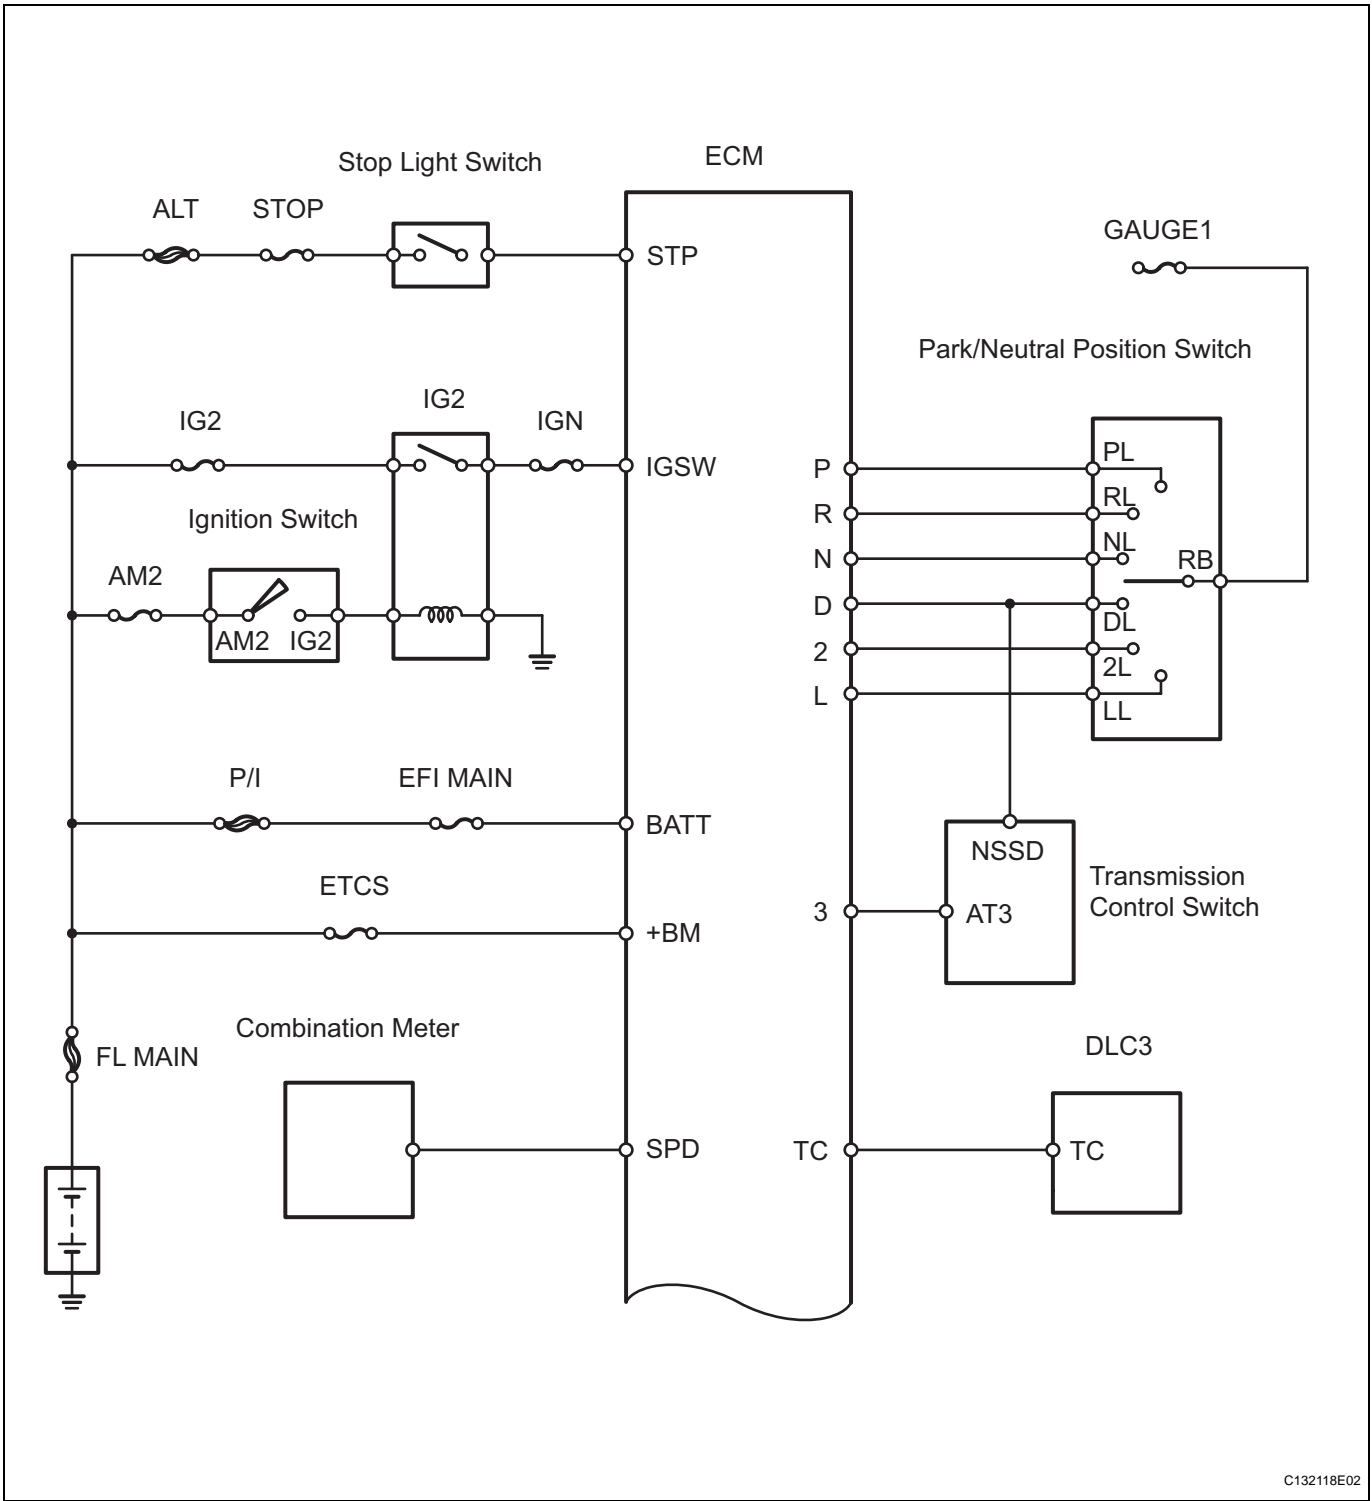 Stop Light Switch
ECM
ALT
STOP
STP
GAUGE1
Park/Neutral Position Switch
IG2
IG2
IGN
IGSW
Ignition Switch
AM2
AM2
IG2
P
R
N
D
2
L
PL
RL
NL
RB
DL
2L
LL
P/I
EFI MAIN
BATT
ETCS
+BM
3
NSSD
AT3
Transmission
Control Switch
FL MAIN
Combination Meter
SPD
TC
DLC3
TC
C132118E02